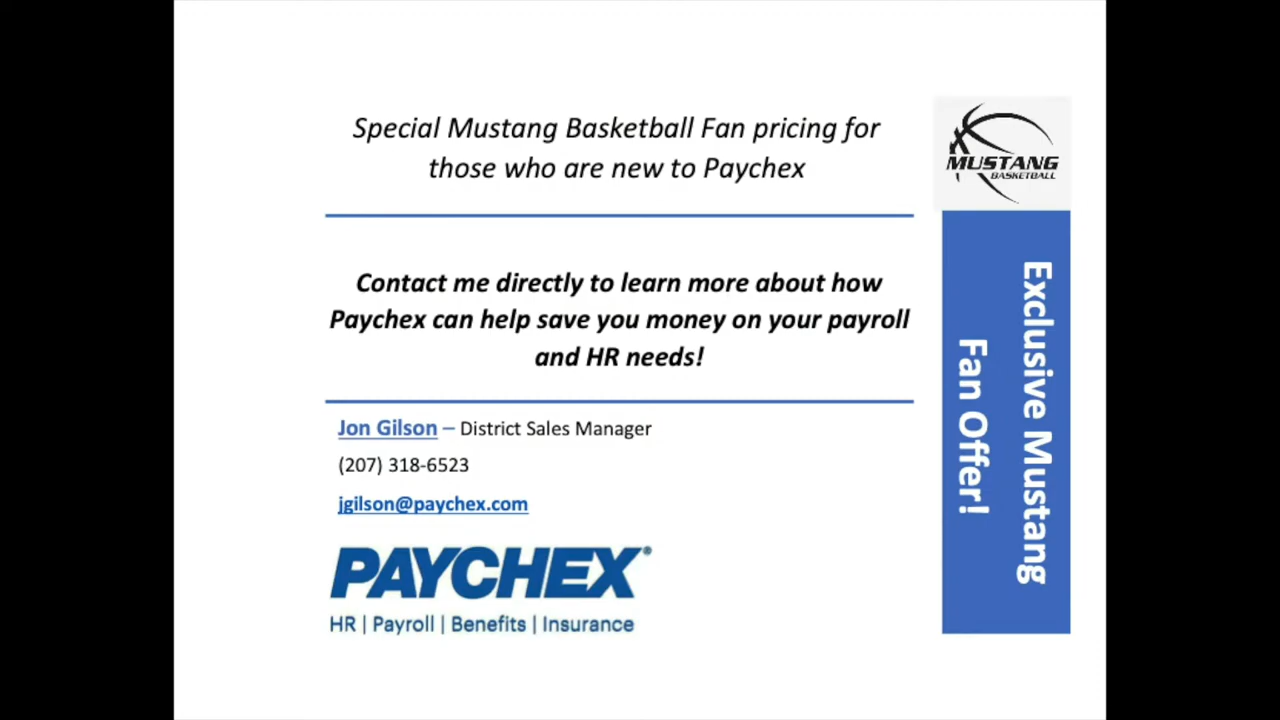 Special Mustang Basketball Fan pricing for
those who are new to Paychex
MUSTANG
BASKETBALL
Contact me directly to learn more about how
Paychex can help save you money on your payroll
and HR needs!
Exclusive Mustang
Fan Offer!
Jon Gilson – District Sales Manager
(207) 318-6523
jgilson@paychex.com
PAYCHEX®
HR | Payroll | Benefits | Insurance